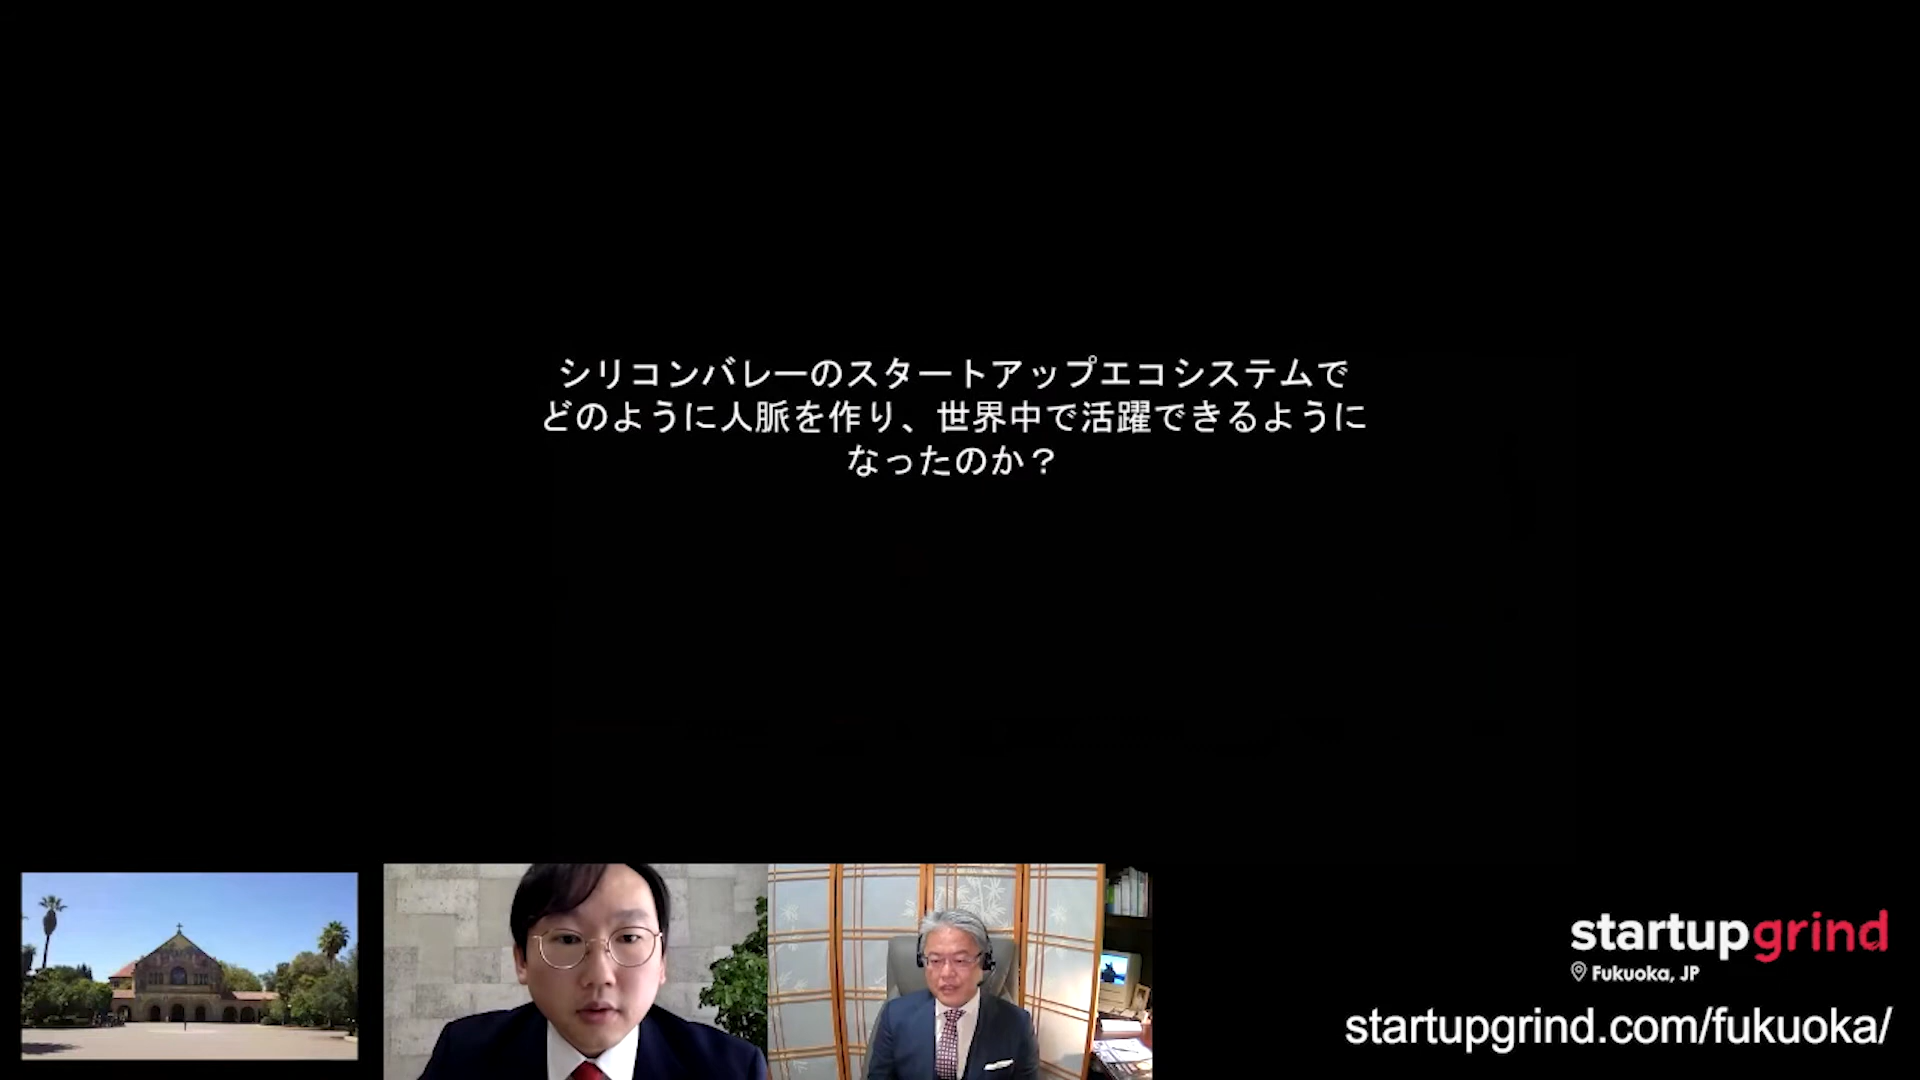 シリコンバレーのスタートアップエコシステムで
どのように人脈を作り、世界中で活躍できるように
なったのか？
startupgrind
Fukuoka, JP
startupgrind.com/fukuoka/